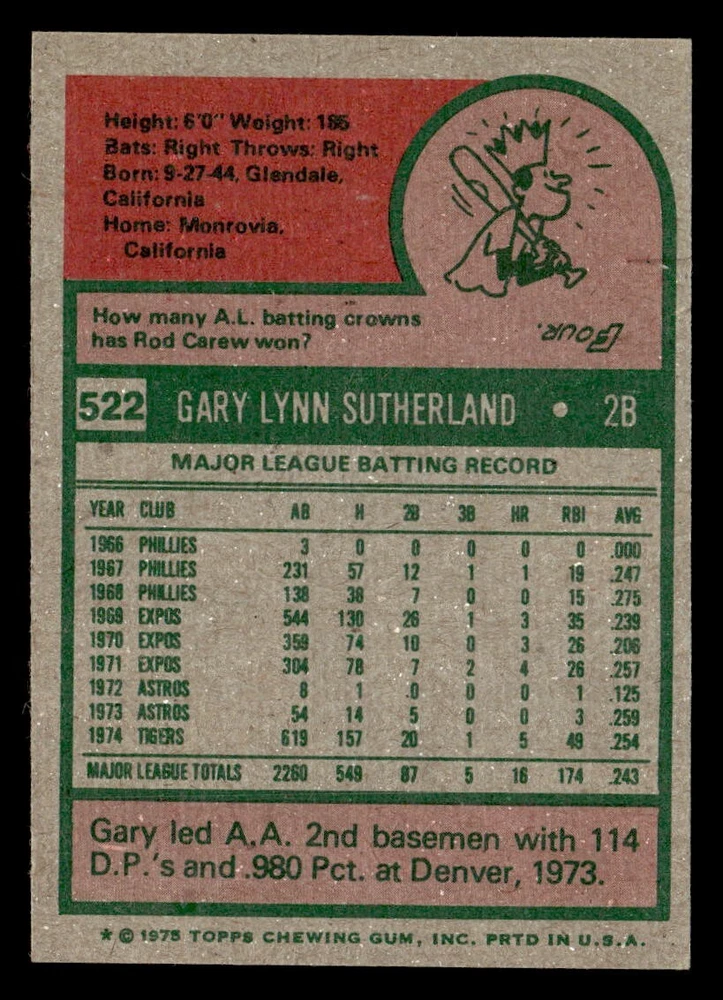 Height: 6'0" Weight: 185
Bats: Right Throws: Right
Born: 9-27-44, Glendale,
California
Home: Monrovia,
California
How many A.L. batting crowns
has Rod Carew won?
FOUR.
522 GARY LYNN SUTHERLAND • 2B
MAJOR LEAGUE BATTING RECORD
YEAR CLUB AB H 2B 3B HR RBI AVG
1966 PHILLIES 3 0 0 0 0 0 .000
1967 PHILLIES 231 57 12 1 1 19 .247
1968 PHILLIES 138 38 7 0 0 15 .275
1969 EXPOS 544 130 26 1 3 35 .239
1970 EXPOS 359 74 10 0 3 26 .206
1971 EXPOS 304 78 7 2 4 26 .257
1972 ASTROS 8 1 .0 0 0 1 .125
1973 ASTROS 54 14 5 0 0 3 .259
1974 TIGERS 619 157 20 1 5 49 .254
MAJOR LEAGUE TOTALS 2260 549 87 5 16 174 .243
Gary led A.A. 2nd basemen with 114
D.P.'s and .980 Pct. at Denver, 1973.
* © 1975 TOPPS CHEWING GUM, INC. PRTD IN U.S.A.